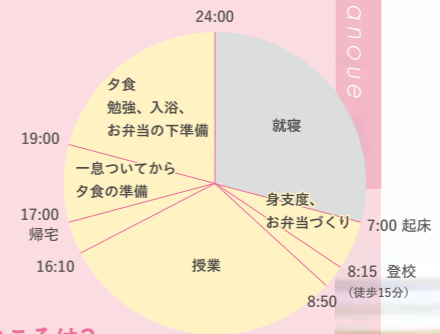 24:00
anoue
夕食
勉強、入浴、
お弁当の下準備
就寝
19:00
一息ついてから
夕食の準備
身支度、
お弁当づくり
17:00
帰宅
7:00 起床
16:10
授業
8:15 登校
(徒歩15分)
8:50